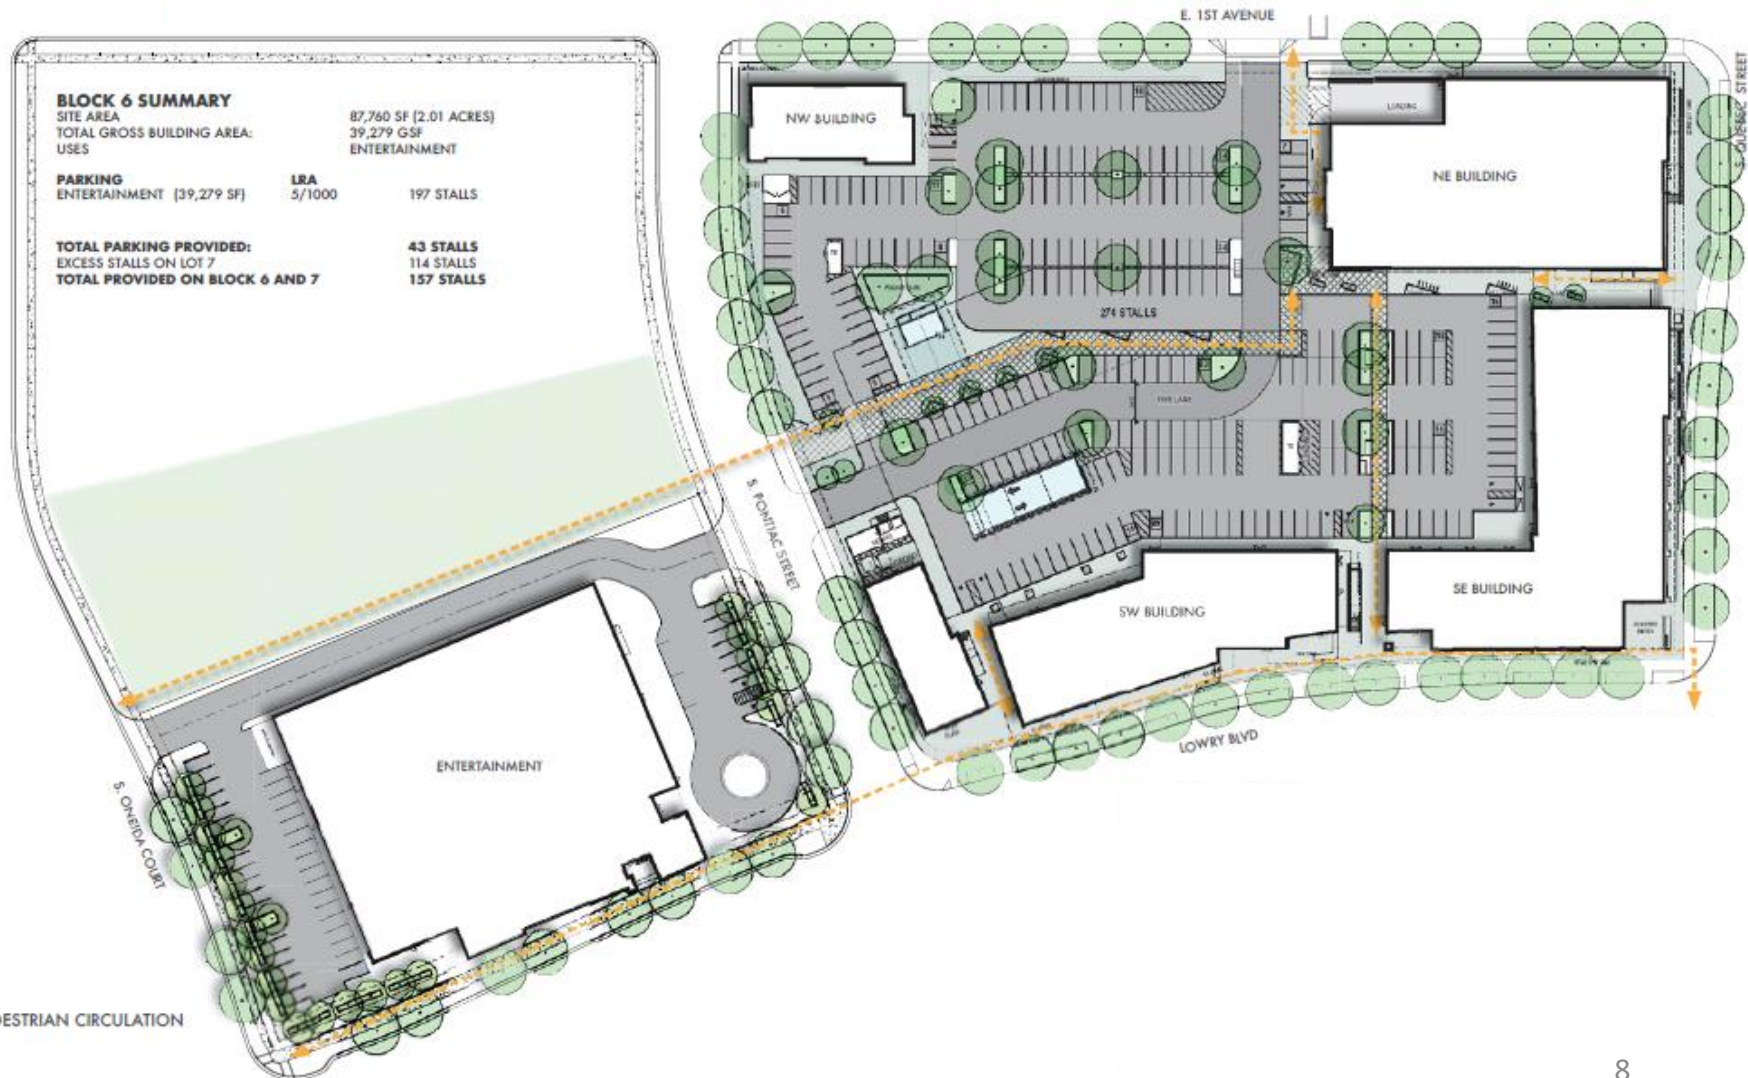 E. 1ST AVENUE
S. QUEBEC STREET
BLOCK 6 SUMMARY
SITE AREA 87,760 SF (2.01 ACRES)
TOTAL GROSS BUILDING AREA: 39,279 GSF
USES ENTERTAINMENT
PARKING LRA
ENTERTAINMENT (39,279 SF) 5/1000 197 STALLS
TOTAL PARKING PROVIDED: 43 STALLS
EXCESS STALLS ON LOT 7 114 STALLS
TOTAL PROVIDED ON BLOCK 6 AND 7 157 STALLS
NW BUILDING
LOADING
NE BUILDING
274 STALLS
FIRE LANE
S. PONTIAC STREET
SW BUILDING
SE BUILDING
LOWRY BLVD
ENTERTAINMENT
S. ONEIDA COURT
DESTRIAN CIRCULATION
8